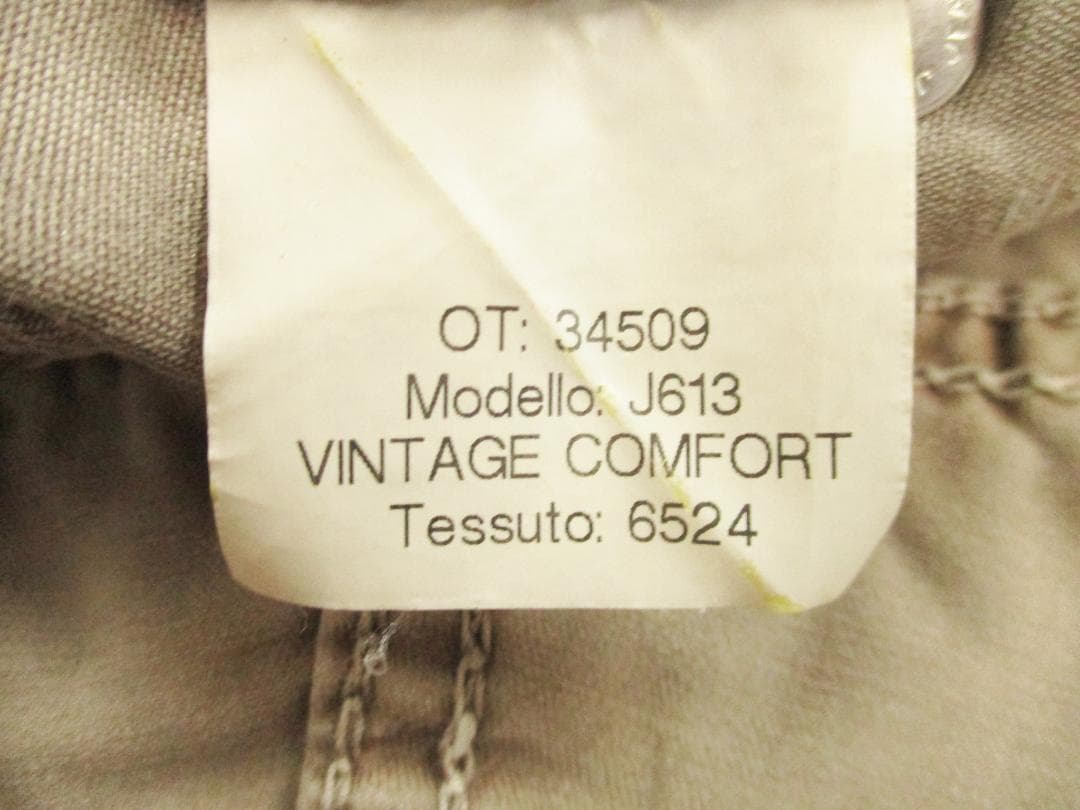 OT: 34509
Modello: J613
VINTAGE COMFORT
Tessuto: 6524